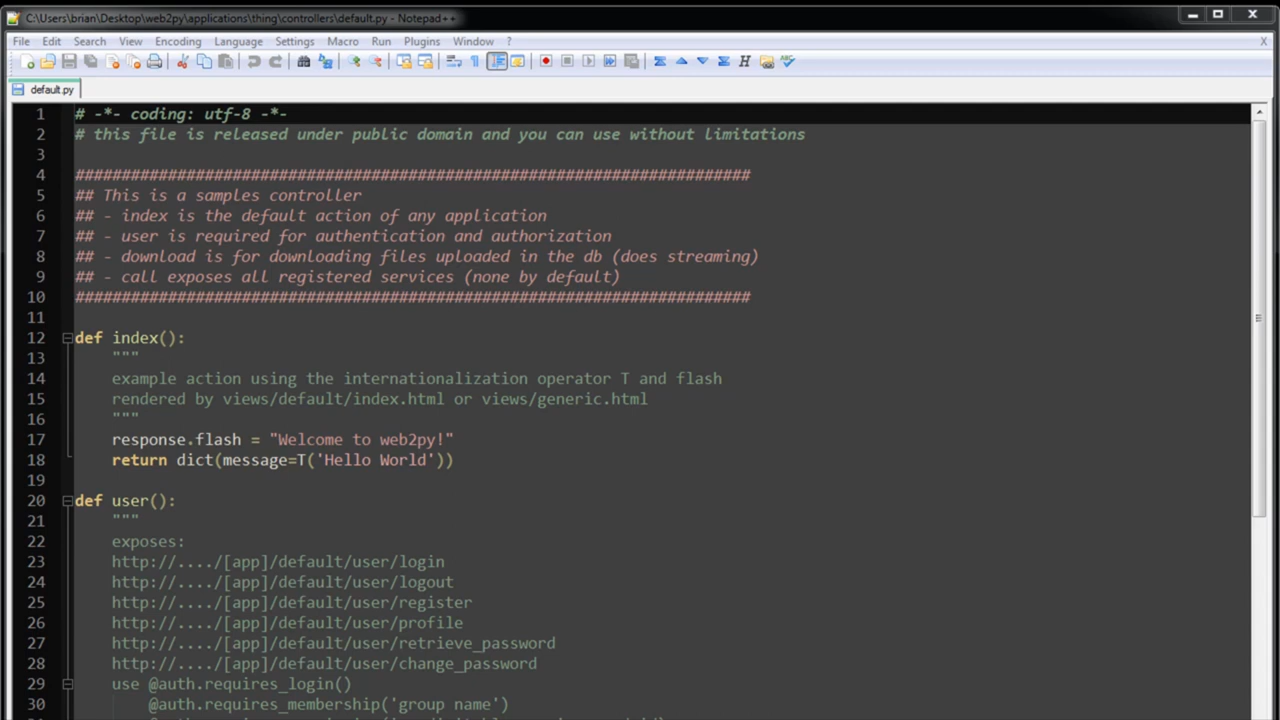 C:\Users\brian\Desktop\web2py\applications\thing\controllers\default.py - Notepad++
File Edit Search View Encoding Language Settings Macro Run Plugins Window ? X
default.py
1 # -*- coding: utf-8 -*-
2 # this file is released under public domain and you can use without limitations
3
4 #########################################################################
5 ## This is a samples controller
6 ## - index is the default action of any application
7 ## - user is required for authentication and authorization
8 ## - download is for downloading files uploaded in the db (does streaming)
9 ## - call exposes all registered services (none by default)
10 #########################################################################
11
12 def index():
13 """
14 example action using the internationalization operator T and flash
15 rendered by views/default/index.html or views/generic.html
16 """
17 response.flash = "Welcome to web2py!"
18 return dict(message=T('Hello World'))
19
20 def user():
21 """
22 exposes:
23 http://..../[app]/default/user/login
24 http://..../[app]/default/user/logout
25 http://..../[app]/default/user/register
26 http://..../[app]/default/user/profile
27 http://..../[app]/default/user/retrieve_password
28 http://..../[app]/default/user/change_password
29 use @auth.requires_login()
30 @auth.requires_membership('group name')